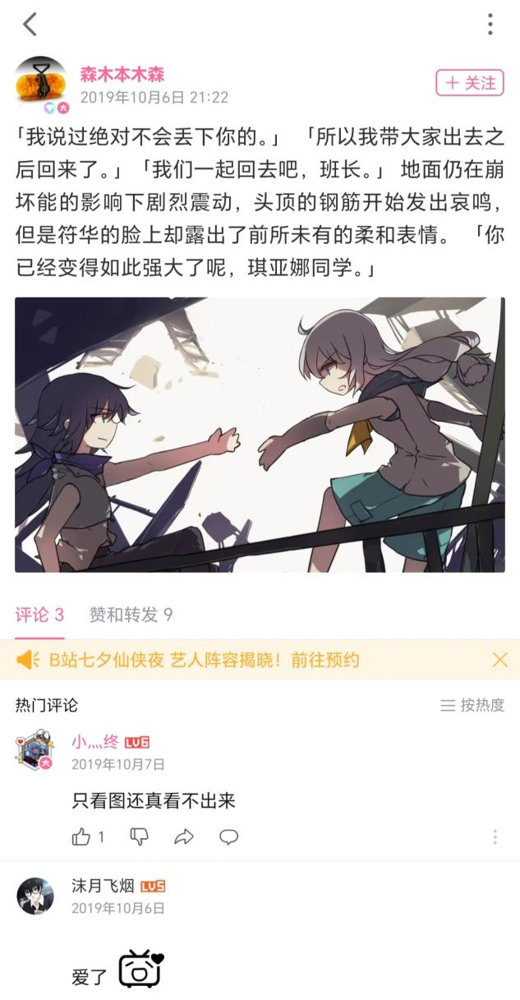 森木本木森
2019年10月6日 21:22
+ 关注
「我说过绝对不会丢下你的。」 「所以我带大家出去之
后回来了。」「我们一起回去吧，班长。」 地面仍在崩
坏能的影响下剧烈震动，头顶的钢筋开始发出哀鸣，
但是符华的脸上却露出了前所未有的柔和表情。 「你
已经变得如此强大了呢，琪亚娜同学。」
评论 3 赞和转发 9
B站七夕仙侠夜 艺人阵容揭晓！前往预约
热门评论 按热度
小灬终 LV6
2019年10月7日
只看图还真看不出来
1
沫月飞烟 LV5
2019年10月6日
爱了